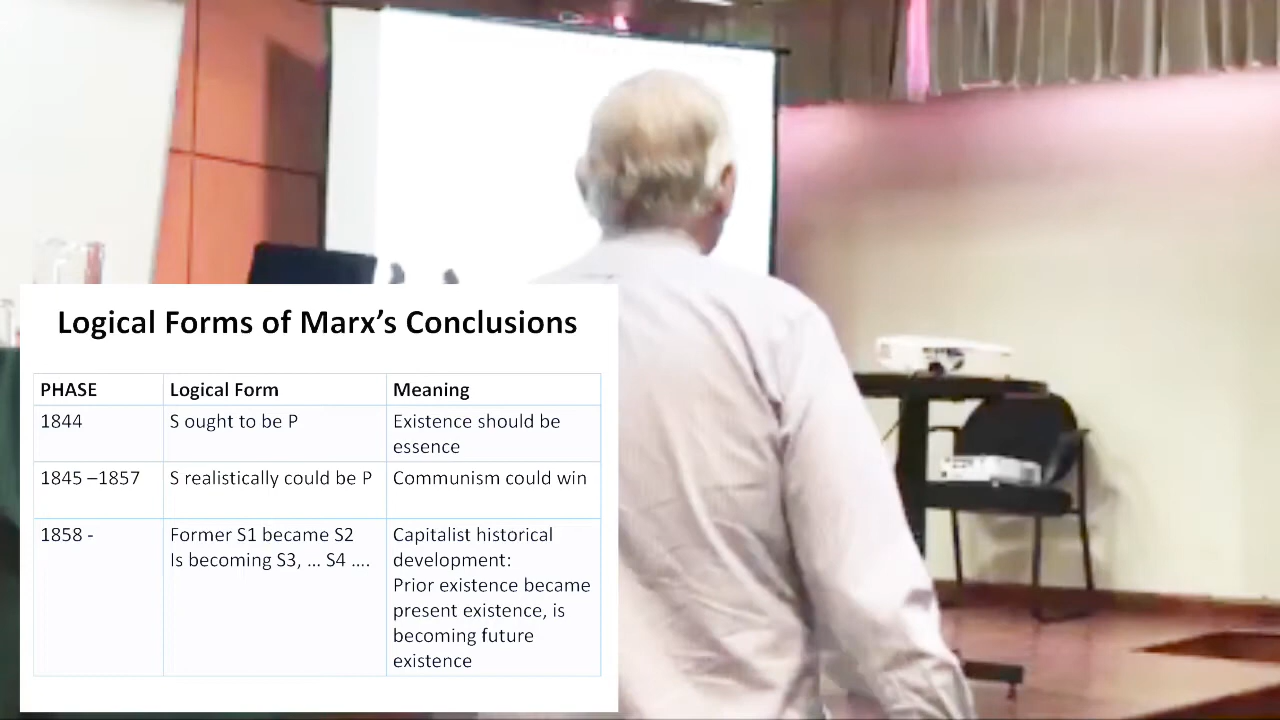 Logical Forms of Marx's Conclusions
PHASE Logical Form Meaning
1844 S ought to be P Existence should be
essence
1845 –1857 S realistically could be P Communism could win
1858 - Former S1 became S2 Capitalist historical
Is becoming S3, ... S4 .... development:
Prior existence became
present existence, is
becoming future
existence